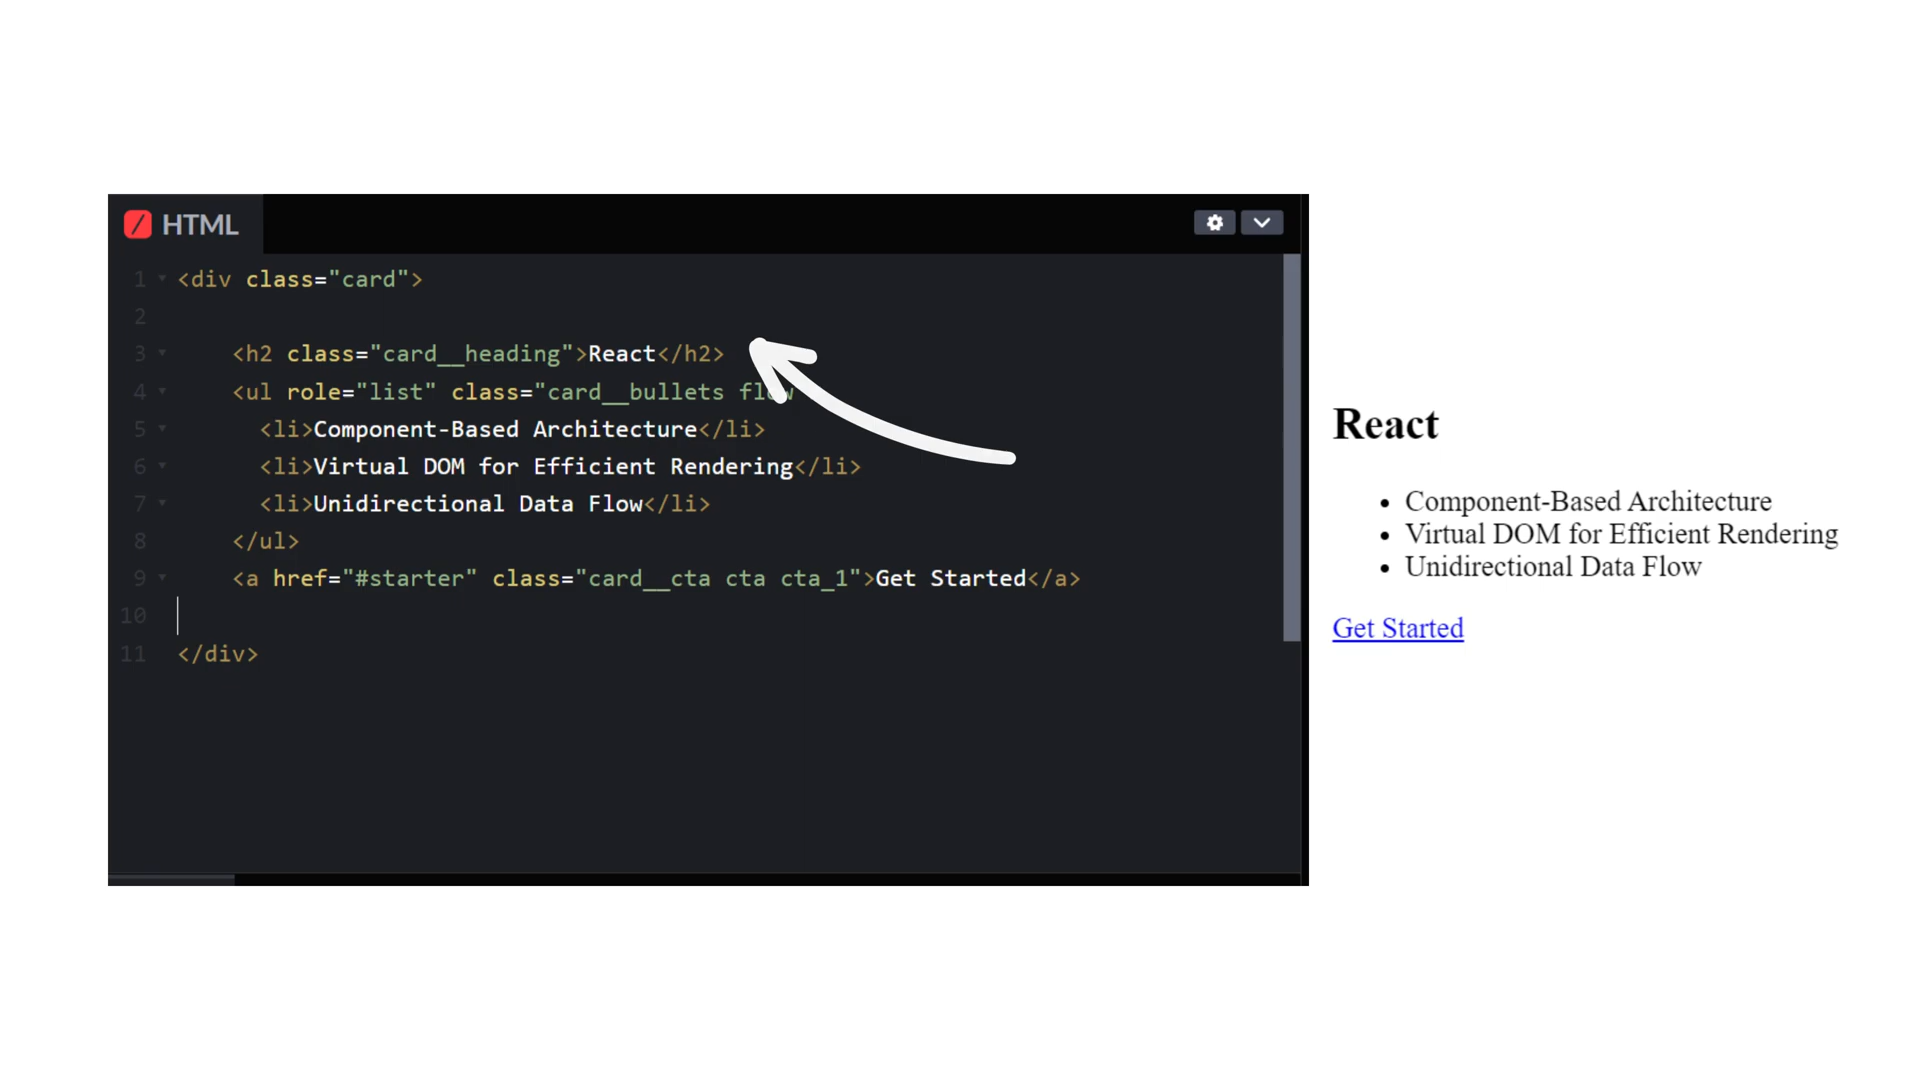 HTML
1 <div class="card">
2
3 <h2 class="card__heading">React</h2>
4 <ul role="list" class="card__bullets flow
5 <li>Component-Based Architecture</li>
6 <li>Virtual DOM for Efficient Rendering</li>
7 <li>Unidirectional Data Flow</li>
8 </ul>
9 <a href="#starter" class="card__cta cta cta_1">Get Started</a>
10
11 </div>
React
• Component-Based Architecture
• Virtual DOM for Efficient Rendering
• Unidirectional Data Flow
Get Started